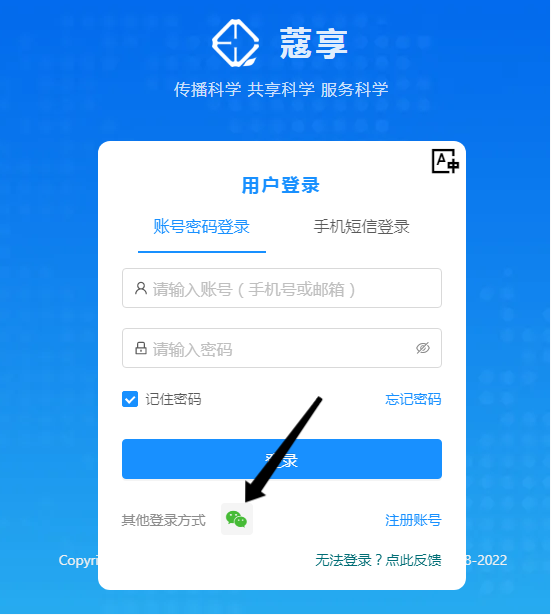 蔻享
传播科学 共享科学 服务科学
用户登录
账号密码登录 手机短信登录
请输入账号（手机号或邮箱）
请输入密码
记住密码 忘记密码
录
其他登录方式 注册账号
无法登录？点此反馈
-2022